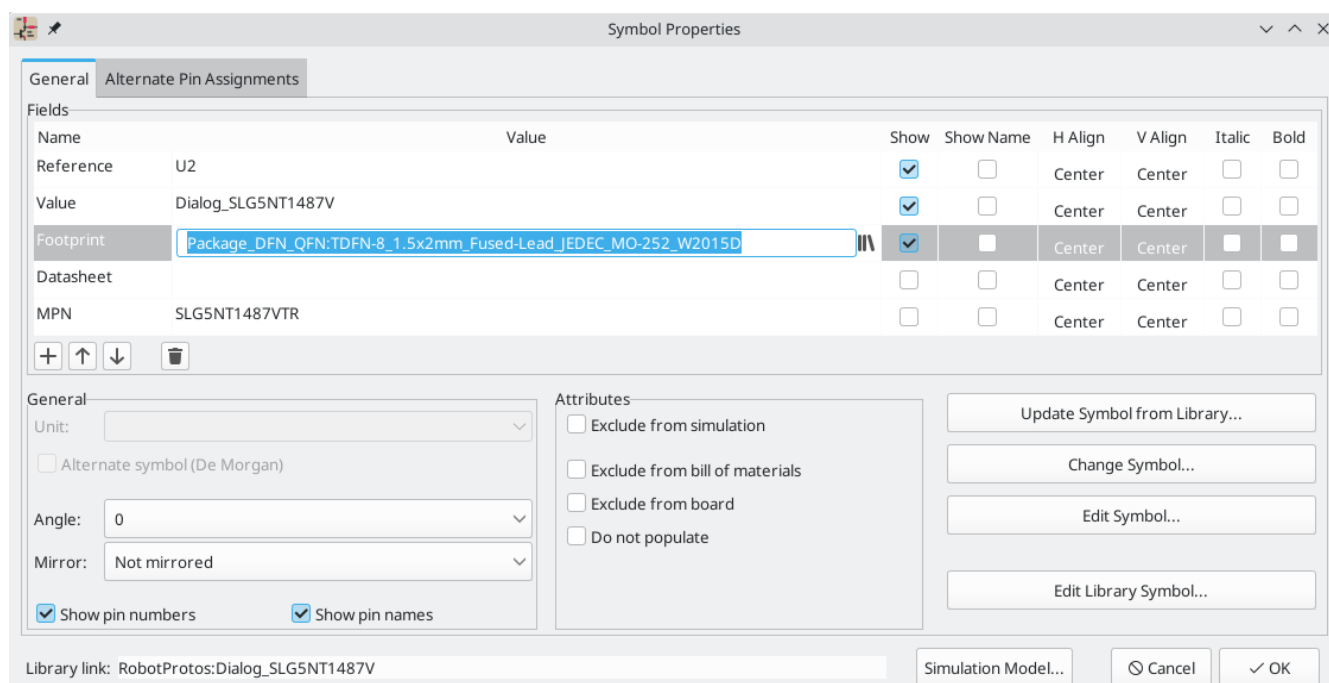 Symbol Properties
General Alternate Pin Assignments
Fields
Name Value Show Show Name H Align V Align Italic Bold
Reference U2 Center Center
Value Dialog_SLG5NT1487V Center Center
Footprint Package_DFN_QFN:TDFN-8_1.5x2mm_Fused-Lead_JEDEC_MO-252_W2015D Center Center
Datasheet Center Center
MPN SLG5NT1487VTR Center Center
General Attributes
Unit: Exclude from simulation Update Symbol from Library...
Alternate symbol (De Morgan) Exclude from bill of materials Change Symbol...
Angle: 0 Exclude from board Edit Symbol...
Mirror: Not mirrored Do not populate
Show pin numbers Show pin names Edit Library Symbol...
Library link: RobotProtos:Dialog_SLG5NT1487V Simulation Model... Cancel OK